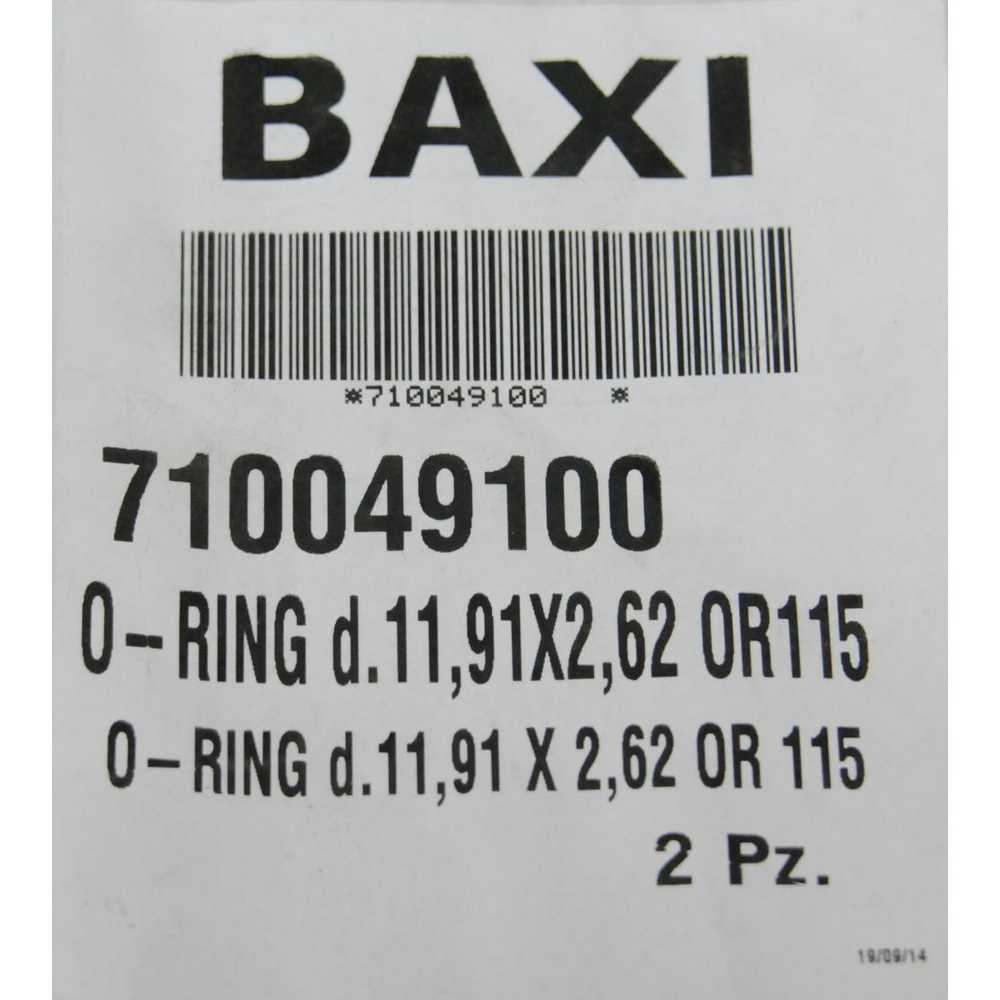 BAXI
*710049100 *
710049100
O-RING d.11,91X2,62 OR115
O-RING d.11,91 X 2,62 OR 115
2 Pz.
19/09/14